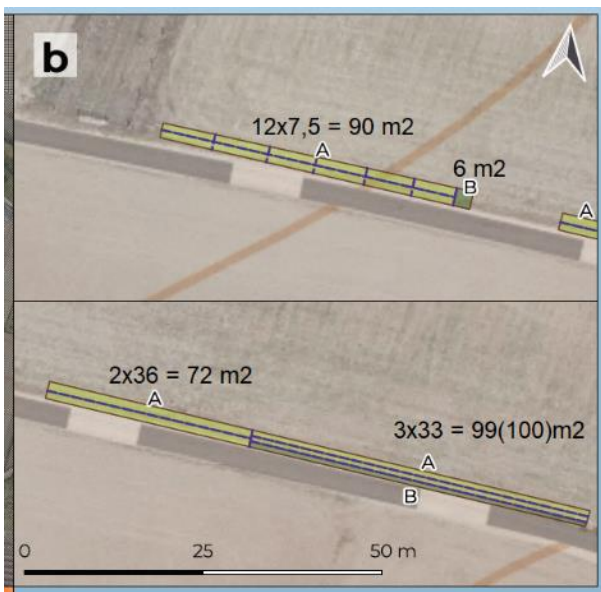 b
12x7,5 = 90 m2
A
6 m2
B
A
2x36 = 72 m2
A
3x33 = 99(100)m2
A
B
0 25 50 m